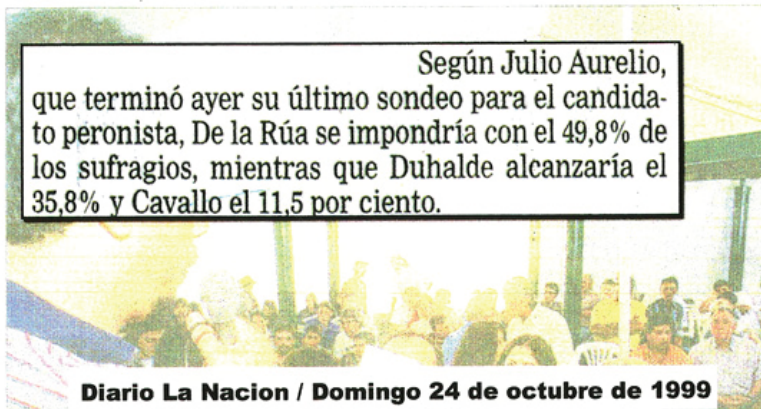 Según Julio Aurelio,
que terminó ayer su último sondeo para el candida-
to peronista, De la Rúa se impondría con el 49,8% de
los sufragios, mientras que Duhalde alcanzaría el
35,8% y Cavallo el 11,5 por ciento.
Diario La Nacion / Domingo 24 de octubre de 1999